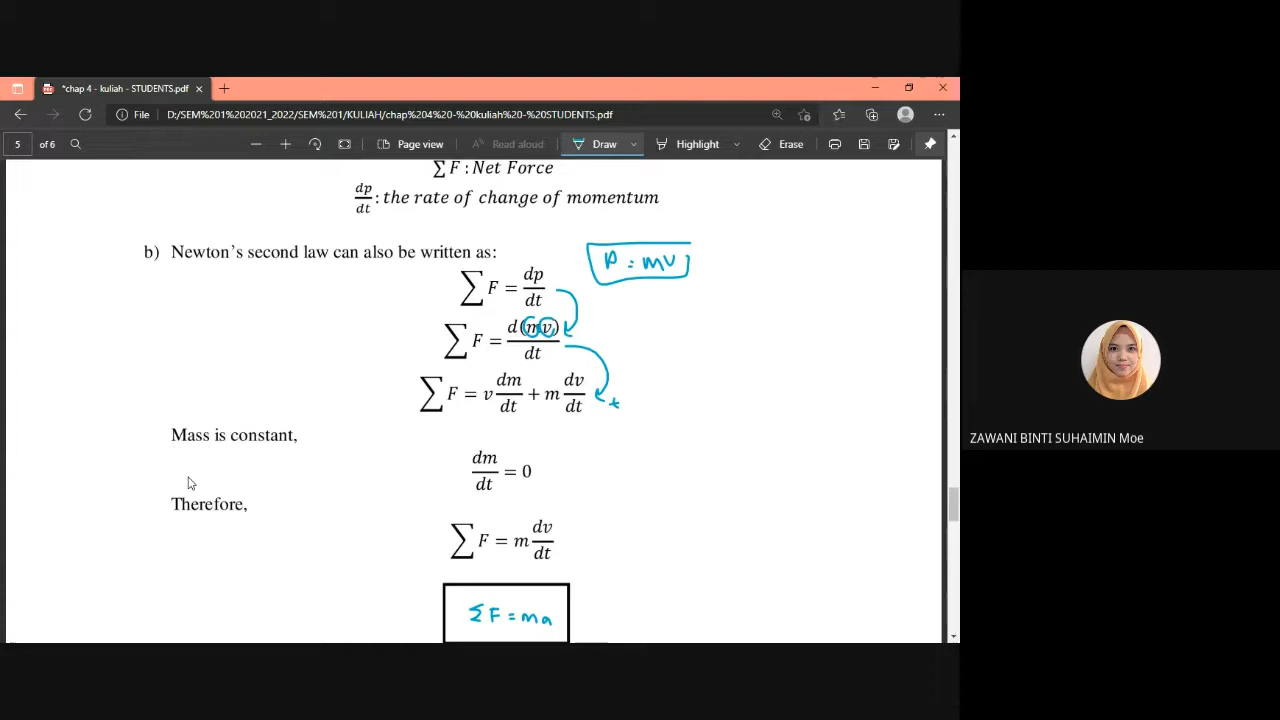 *chap 4 - kuliah - STUDENTS.pdf
File D:/SEM%201%202021_2022/SEM%201/KULIAH/chap%204%20-%20kuliah%20-%20STUDENTS.pdf
5 of 6 Page view Read aloud Draw Highlight Erase
∑ F : Net Force
dp/dt : the rate of change of momentum
b) Newton's second law can also be written as:
P = mv
∑ F = dp/dt
∑ F = d(mv)/dt
∑ F = v dm/dt + m dv/dt
Mass is constant,
dm/dt = 0
Therefore,
∑ F = m dv/dt
∑F = ma
ZAWANI BINTI SUHAIMIN Moe